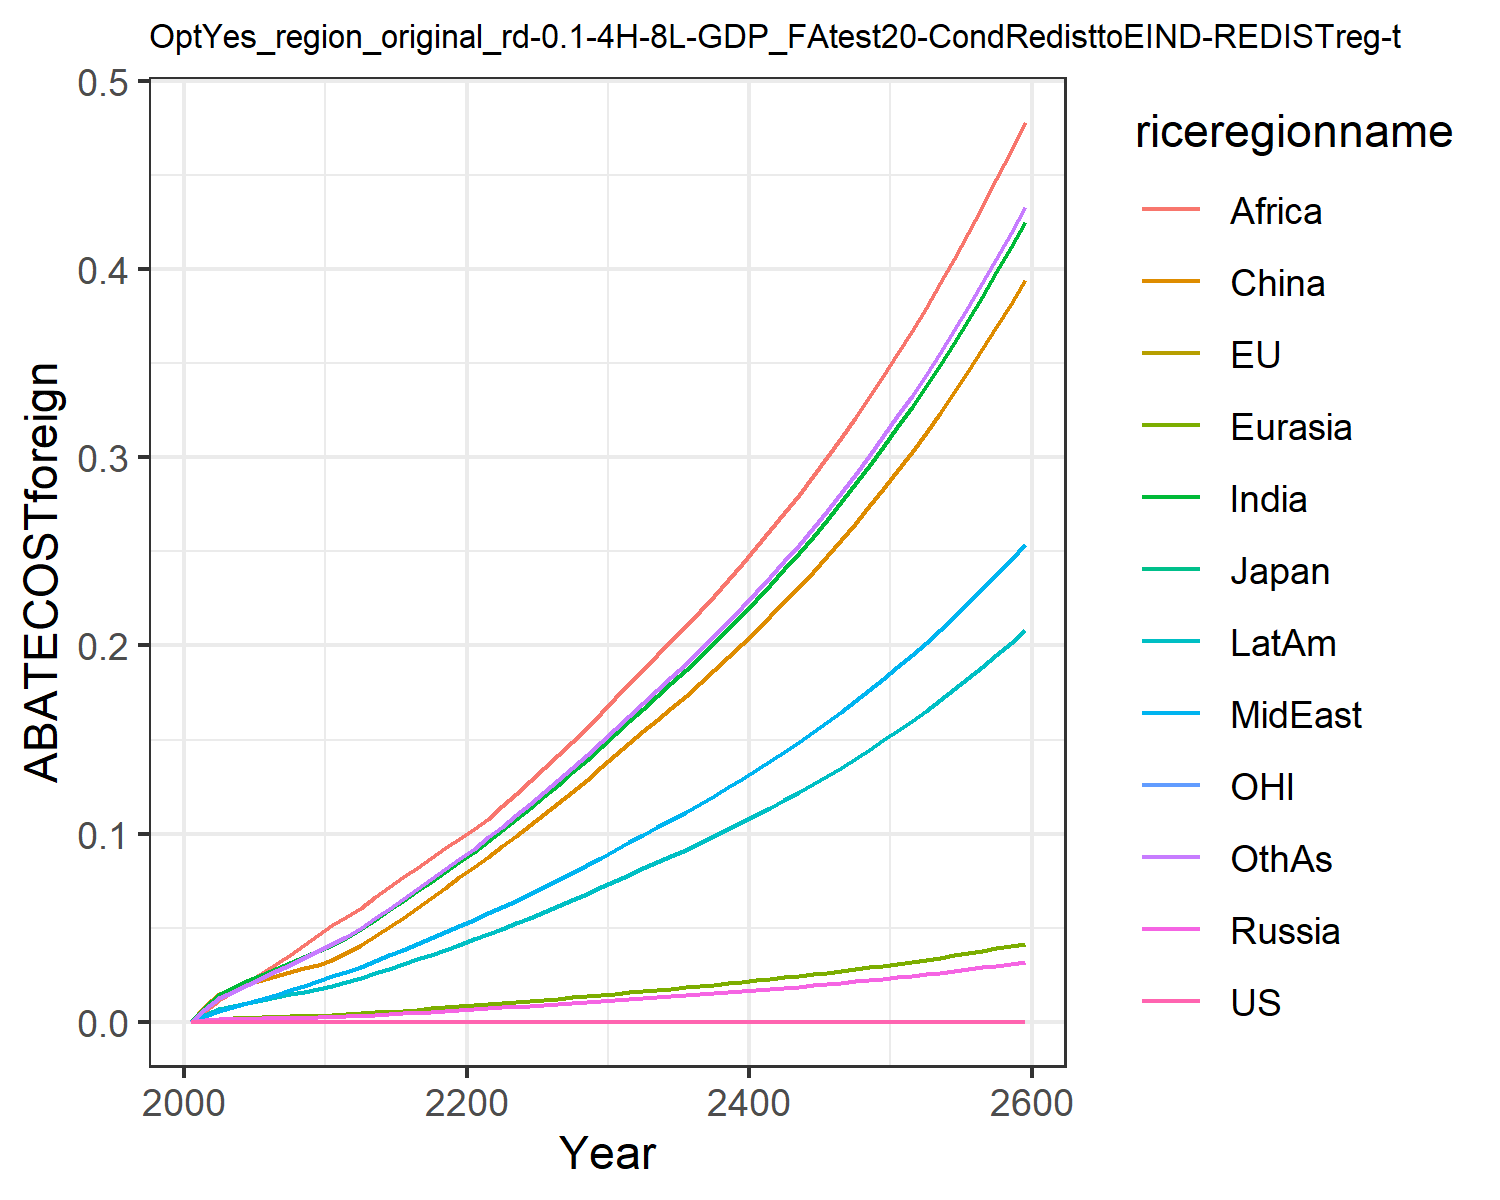 OptYes_region_original_rd-0.1-4H-8L-GDP_FAtest20-CondRedisttoEIND-REDISTreg-t
0.5
0.4
0.3
0.2
0.1
0.0
ABATECOSTforeign
2000
2200
2400
2600
Year
riceregionname
Africa
China
EU
Eurasia
India
Japan
LatAm
MidEast
OHI
OthAs
Russia
US